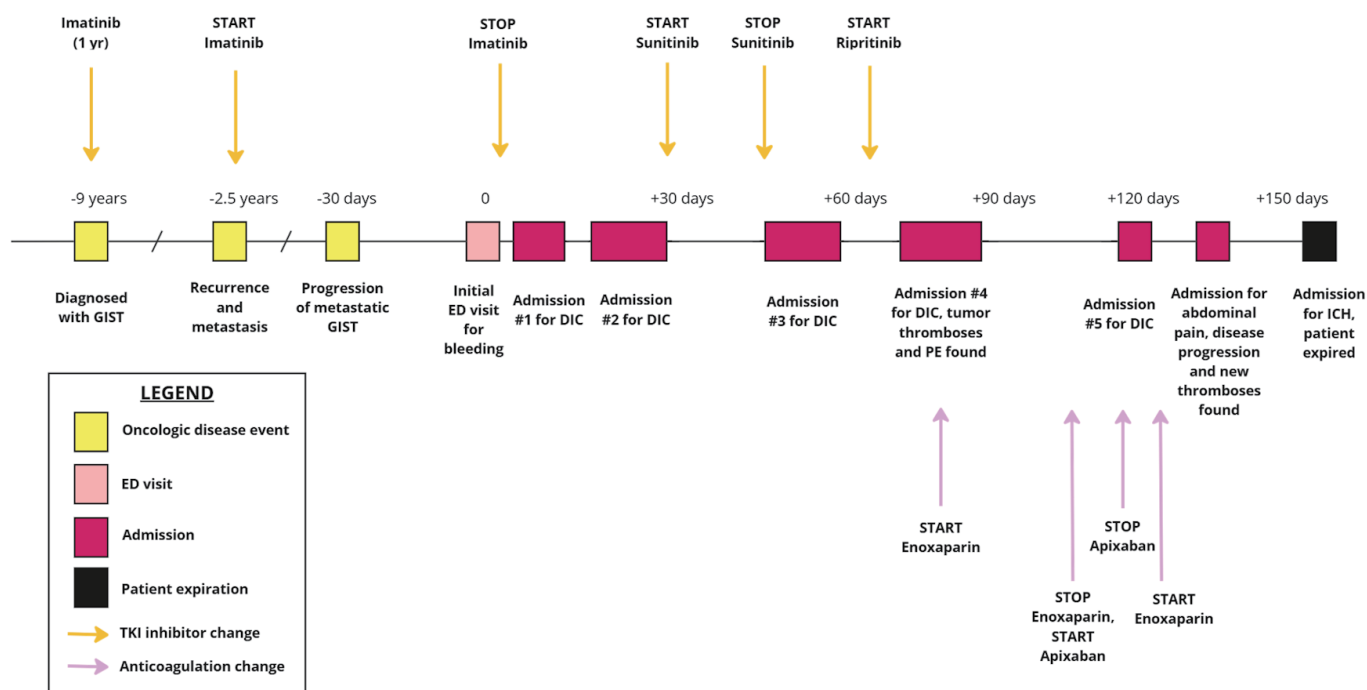 Imatinib
(1 yr)
START
Imatinib
STOP
Imatinib
START
Sunitinib
STOP
Sunitinib
START
Ripritinib
-9 years
-2.5 years
-30 days
0
+30 days
+60 days
+90 days
+120 days
+150 days
Diagnosed
with GIST
Recurrence
and
metastasis
Progression
of metastatic
GIST
Initial
ED visit
for
bleeding
Admission
#1 for DIC
Admission
#2 for DIC
Admission
#3 for DIC
Admission #4
for DIC, tumor
thromboses
and PE found
Admission
#5 for DIC
Admission for
abdominal
pain, disease
progression
and new
thromboses
found
Admission
for ICH,
patient
expired
START
Enoxaparin
STOP
Enoxaparin,
START
Apixaban
STOP
Apixaban
START
Enoxaparin
LEGEND
Oncologic disease event
ED visit
Admission
Patient expiration
TKI inhibitor change
Anticoagulation change